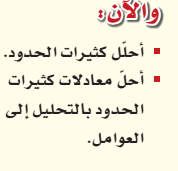 والآن:
أحلّل كثيرات الحدود.
أحلّ معادلات كثيرات
الحدود بالتحليل إلى
العوامل.